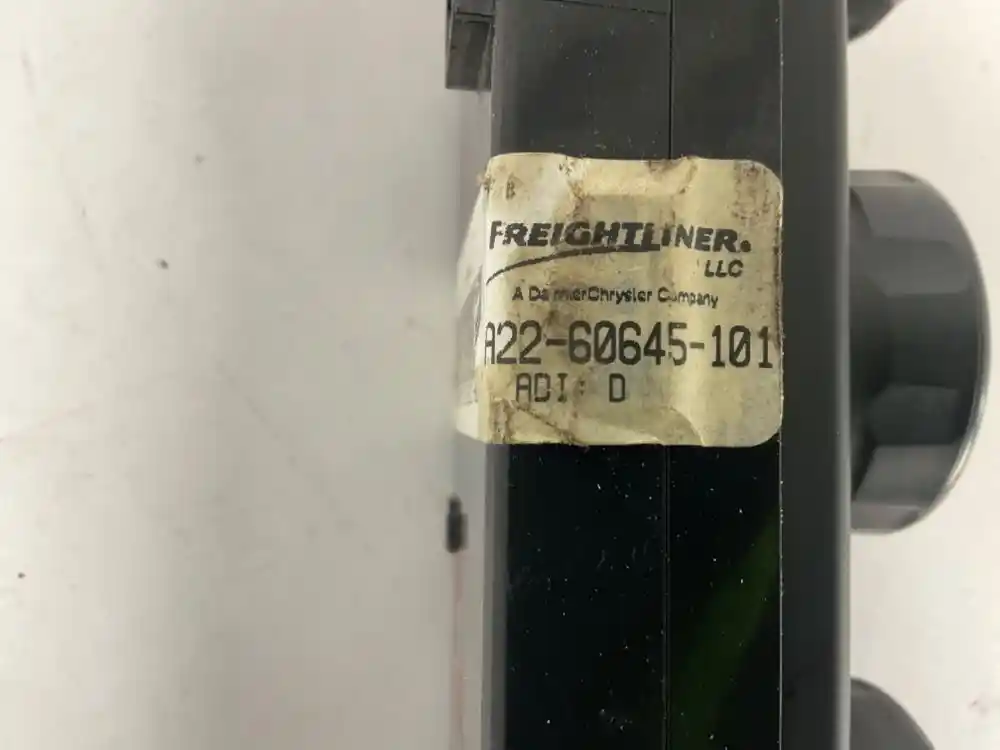 B
FREIGHTLINER.
LLC
A DaimlerChrysler Company
A22-60645-101
ADI: D